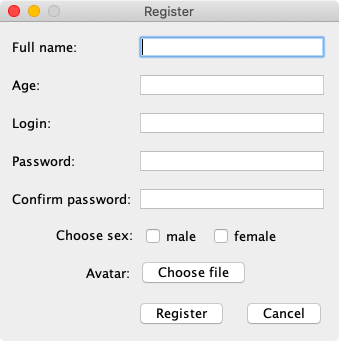 Register
Full name:
Age:
Login:
Password:
Confirm password:
Choose sex: male female
Avatar: Choose file
Register Cancel